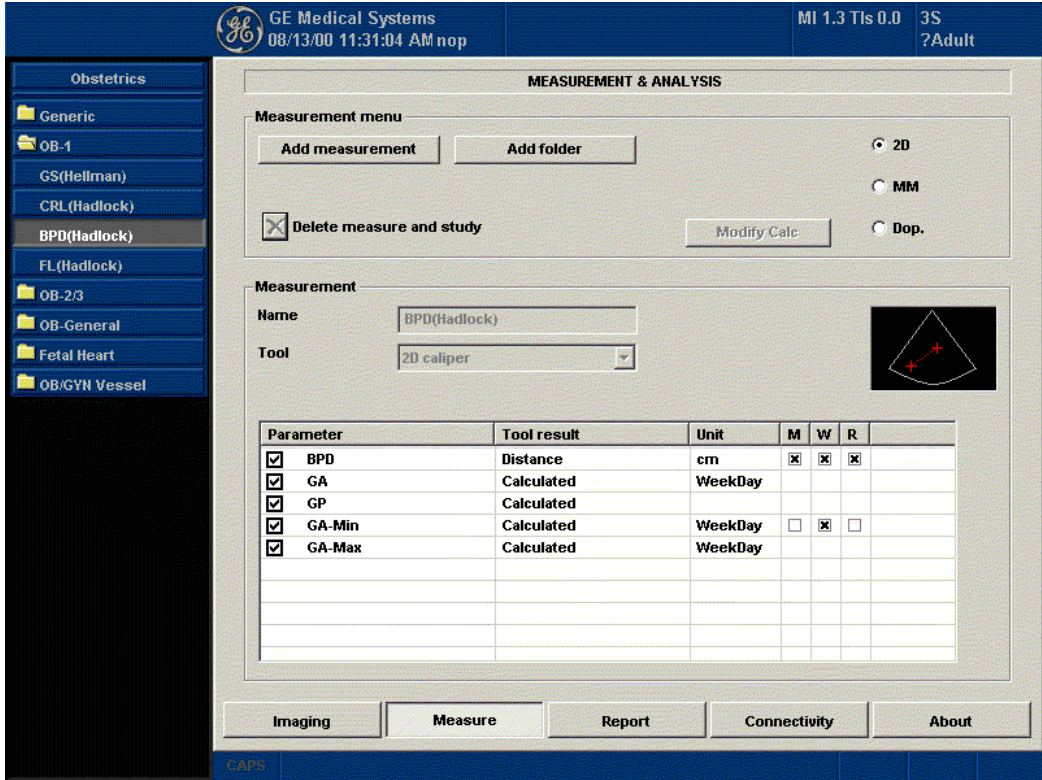 GE Medical Systems
08/13/00 11:31:04 AM nop
MI 1.3 TIs 0.0
3S
?Adult
Obstetrics
Generic
OB-1
GS(Hellman)
CRL(Hadlock)
BPD(Hadlock)
FL(Hadlock)
OB-2/3
OB-General
Fetal Heart
OB/GYN Vessel
MEASUREMENT & ANALYSIS
Measurement menu
Add measurement Add folder
2D
MM
Delete measure and study
Modify Calc
Dop.
Measurement
Name BPD(Hadlock)
Tool 2D caliper
Parameter Tool result Unit M W R
BPD Distance cm
GA Calculated WeekDay
GP Calculated
GA-Min Calculated WeekDay
GA-Max Calculated WeekDay
Imaging Measure Report Connectivity About
CAPS